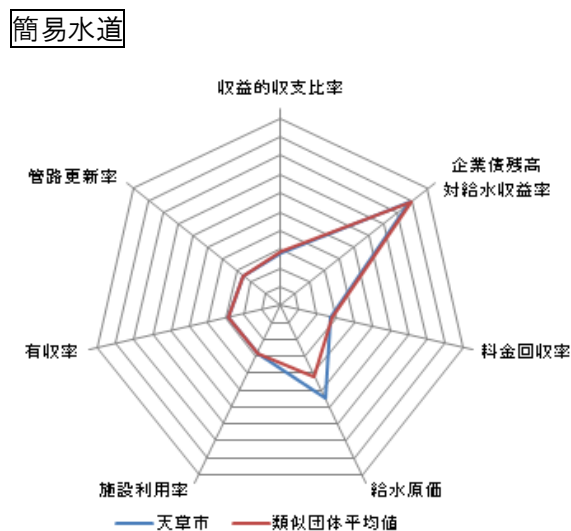 簡易水道
収益的収支比率
管路更新率
企業債残高
対給水収益率
有収率
料金回収率
施設利用率
給水原価
天草市 類似団体平均値